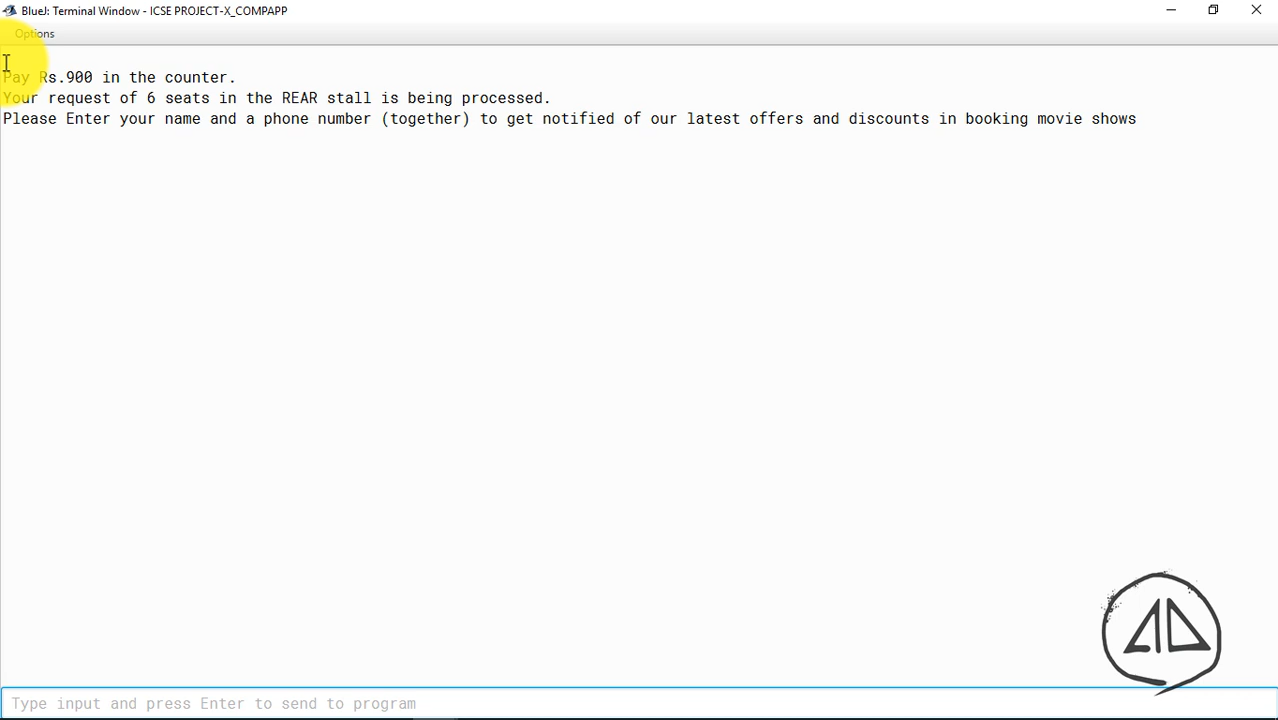 BlueJ: Terminal Window - ICSE PROJECT-X_COMPAPP
Options
Pay Rs.900 in the counter.
Your request of 6 seats in the REAR stall is being processed.
Please Enter your name and a phone number (together) to get notified of our latest offers and discounts in booking movie shows
Type input and press Enter to send to program